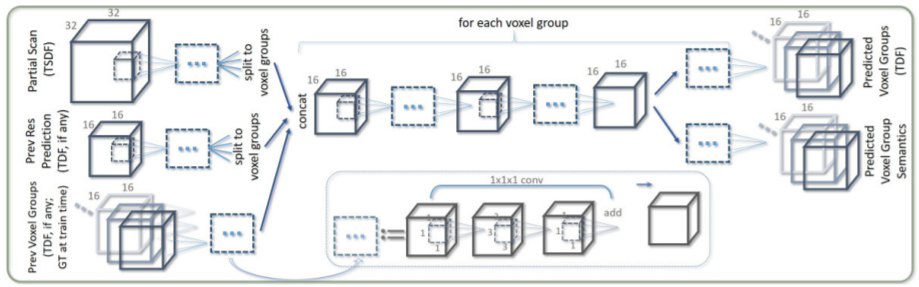 for each voxel group
32
32
Partial Scan
(TSDF)
split to
voxel groups
16
16
Prev Res
Prediction
(TDF, if any)
split to
voxel groups
16
16
Prev Voxel Groups
(TDF, if any;
GT at train time)
concat
16
16
16
16
16
16
16
16
Predicted
Voxel Groups
(TDF)
16
16
Predicted
Voxel Group
Semantics
1x1x1 conv
:=
1
1
1
3
3
3
1
1
1
add